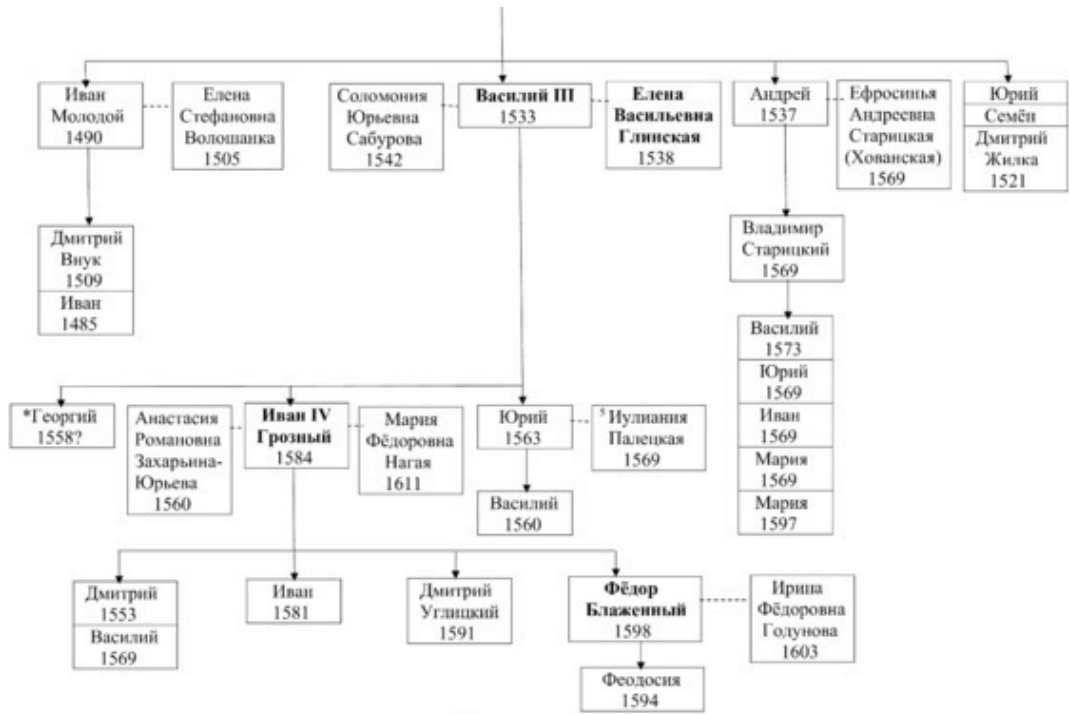 Иван
Молодой
1490
Елена
Стефановна
Волошанка
1505
Соломония
Юрьевна
Сабурова
1542
Василий III
1533
Елена
Васильевна
Глинская
1538
Андрей
1537
Ефросинья
Андреевна
Старицкая
(Хованская)
1569
Юрий
Семён
Дмитрий
Жилка
1521
Дмитрий
Внук
1509
Иван
1485
Владимир
Старицкий
1569
Василий
1573
Юрий
1569
Иван
1569
Мария
1569
Мария
1597
*Георгий
1558?
Анастасия
Романовна
Захарьина-
Юрьева
1560
Иван IV
Грозный
1584
Мария
Фёдоровна
Нагая
1611
Юрий
1563
⁵ Иулиания
Палецкая
1569
Василий
1560
Дмитрий
1553
Василий
1569
Иван
1581
Дмитрий
Углицкий
1591
Фёдор
Блаженный
1598
Ирина
Фёдоровна
Годунова
1603
Феодосия
1594